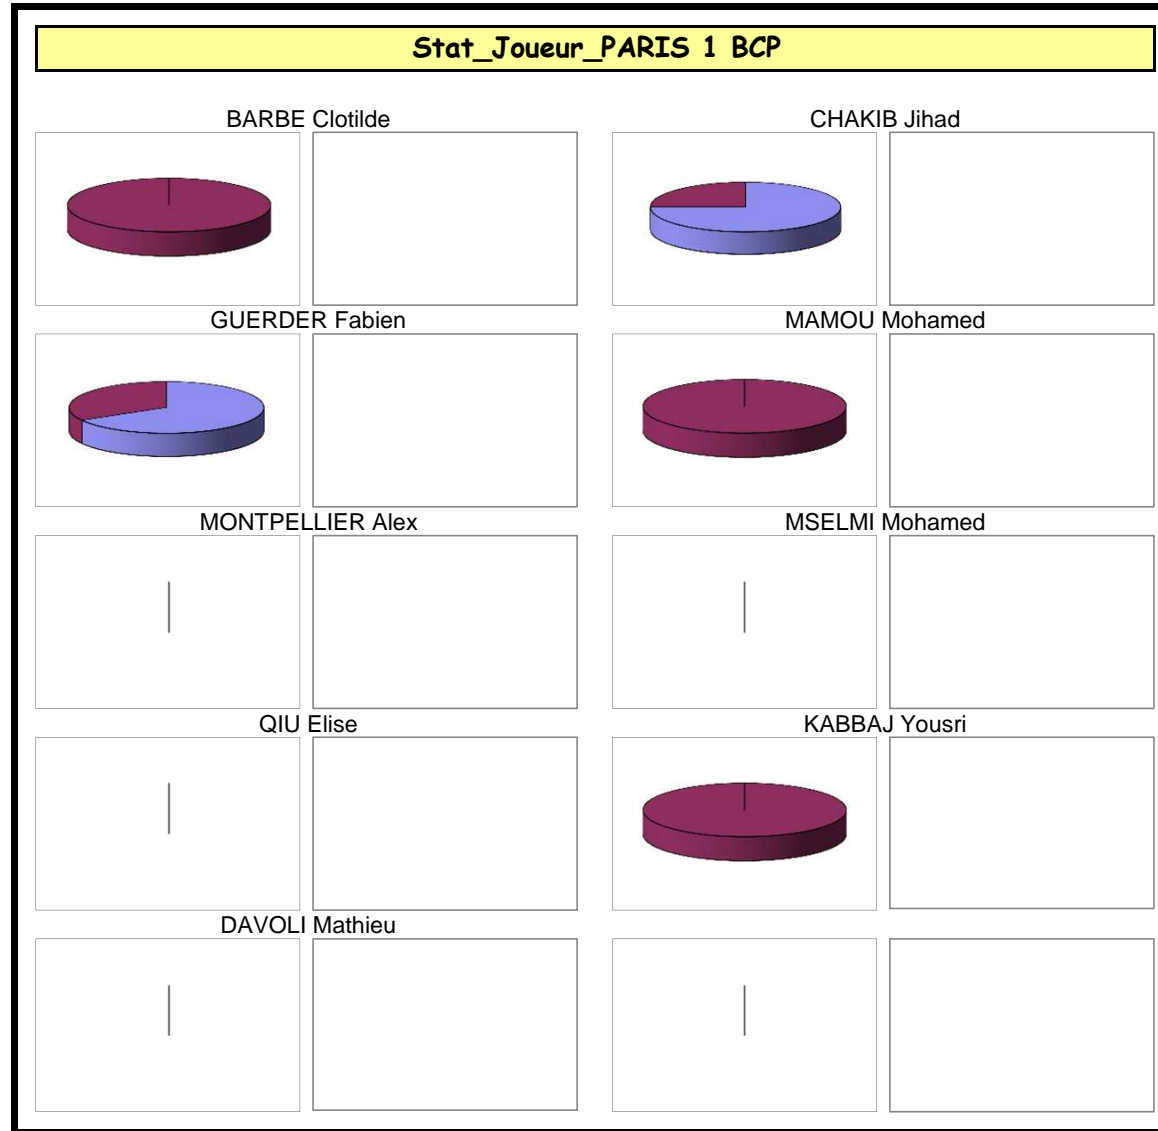 Stat_Joueur_PARIS 1 BCP
BARBE Clotilde
CHAKIB Jihad
GUERDER Fabien
MAMOU Mohamed
MONTPELLIER Alex
MSELMI Mohamed
QIU Elise
KABBAJ Yousri
DAVOLI Mathieu